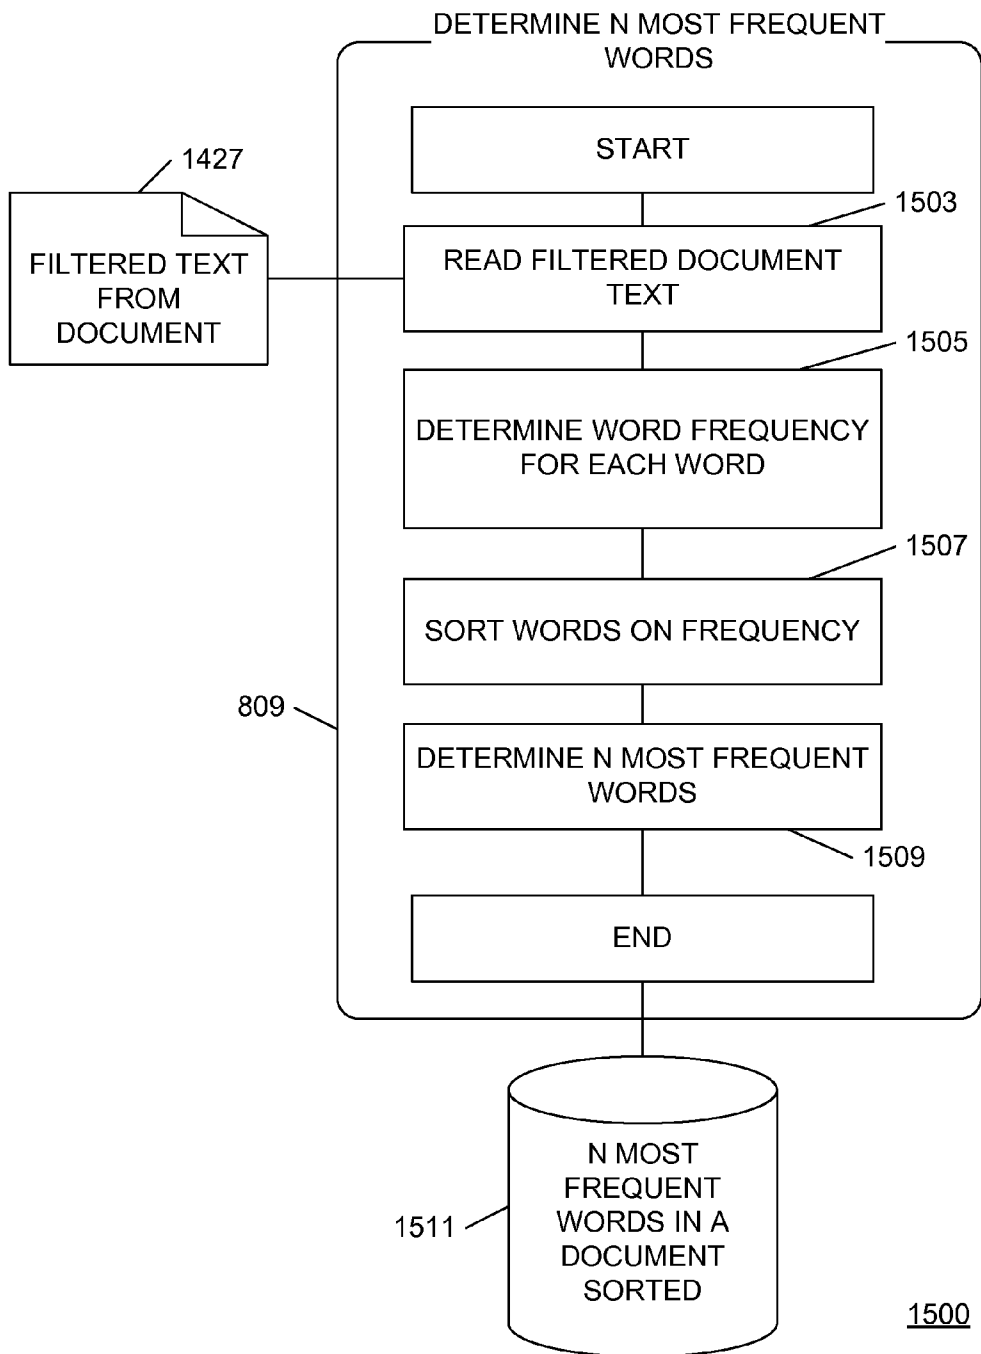 DETERMINE N MOST FREQUENT
WORDS
START
1427
1503
FILTERED TEXT
FROM
DOCUMENT
READ FILTERED DOCUMENT
TEXT
1505
DETERMINE WORD FREQUENCY
FOR EACH WORD
1507
SORT WORDS ON FREQUENCY
809
DETERMINE N MOST FREQUENT
WORDS
1509
END
N MOST
FREQUENT
WORDS IN A
DOCUMENT
SORTED
1511
1500